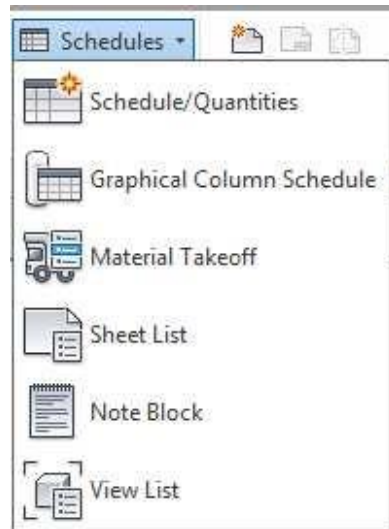 Schedules
Schedule/Quantities
Graphical Column Schedule
Material Takeoff
Sheet List
Note Block
View List